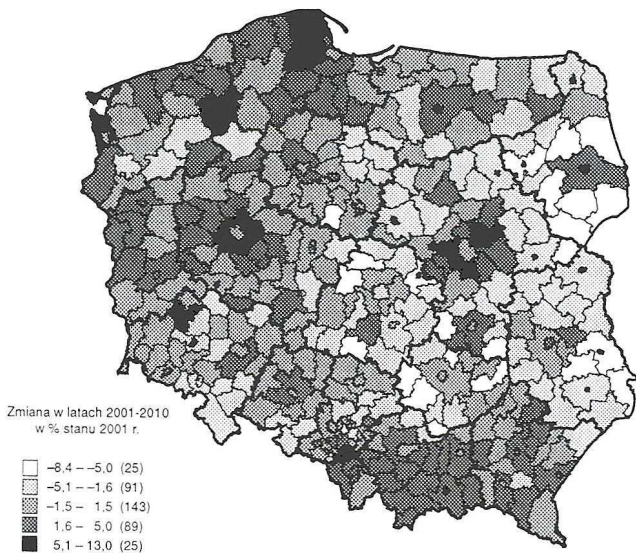 Zmiana w latach 2001-2010
w % stanu 2001 r.
-8,4 – -5,0 (25)
-5,1 – -1,6 (91)
-1,5 – 1,5 (143)
1,6 – 5,0 (89)
5,1 – 13,0 (25)